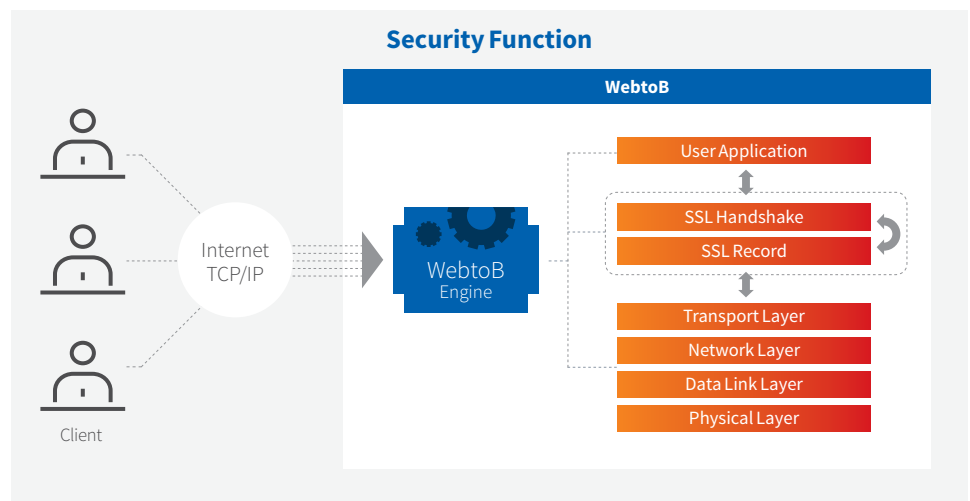 Security Function
WebtoB
User Application
SSL Handshake
SSL Record
Internet
TCP/IP
WebtoB
Engine
Transport Layer
Network Layer
Data Link Layer
Physical Layer
Client